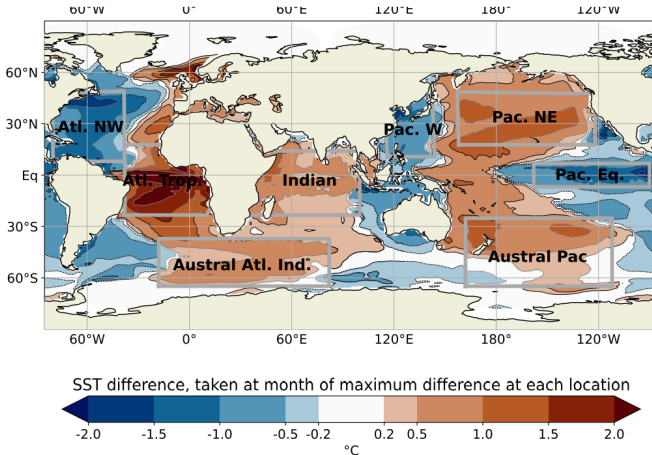 60°W 0° 60°E 120°E 180° 120°W
60°N
30°N
Eq
30°S
60°S
Atl. NW
Pac. W
Pac. NE
Atl. Trop.
Indian
Pac. Eq.
Austral Atl. Ind.
Austral Pac
60°W 0° 60°E 120°E 180° 120°W
SST difference, taken at month of maximum difference at each location
-2.0 -1.5 -1.0 -0.5 -0.2 0.2 0.5 1.0 1.5 2.0
°C